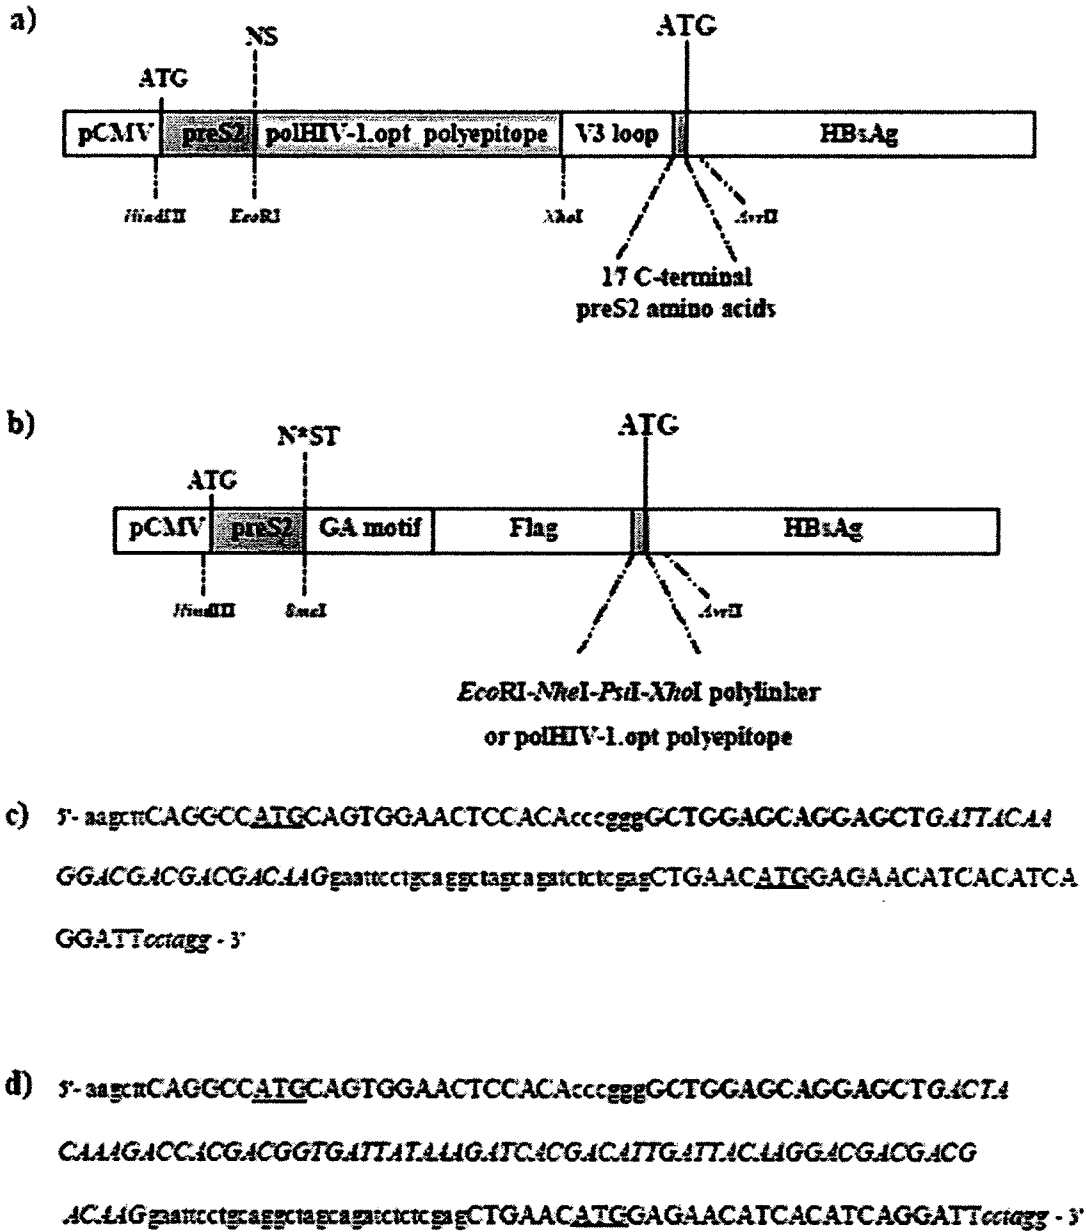 a)
NS
ATG
ATG
pCMV preS2 polHIV-1.opt polyepitope V3 loop HBsAg
HindIII EcoRI XhoI AvrII
17 C-terminal
preS2 amino acids
b)
N*ST
ATG
ATG
pCMV preS2 GA motif Flag HBsAg
HindIII SmaI AvrII
EcoRI-NheI-PstI-XhoI polylinker
or polHIV-1.opt polyepitope
c) 5'- aagcttCAGGCCATGCAGTGGAACTCCACAcccgggGCTGGAGCAGGAGCTGATTACAA
GGACGACGACGACAAGgaattcctgcaggctagcagatctctcgagCTGAACATGGAGAACATCACATCA
GGATTcctagg - 3'
d) 5'- aagcttCAGGCCATGCAGTGGAACTCCACAcccgggGCTGGAGCAGGAGCTGACTA
CAAAGACCACGACGGTGATTATAAAGATCACGACATTGATTACAAGGACGACGACG
ACAAGgaattcctgcaggctagcagatctctcgagCTGAACATGGAGAACATCACATCAGGATTcctagg - 3'